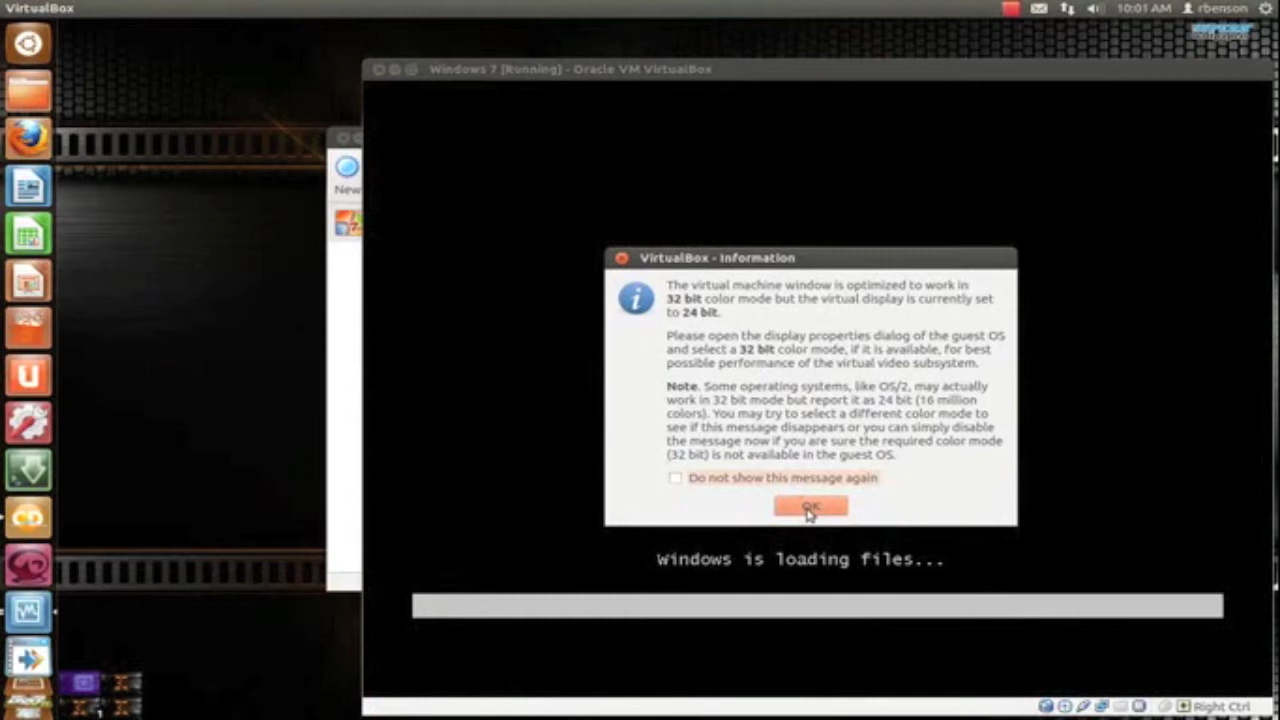 VirtualBox
10:01 AM
rbenson
Windows 7 [Running] - Oracle VM VirtualBox
New
VirtualBox - Information
The virtual machine window is optimized to work in
32 bit color mode but the virtual display is currently set
to 24 bit.
Please open the display properties dialog of the guest OS
and select a 32 bit color mode, if it is available, for best
possible performance of the virtual video subsystem.
Note. Some operating systems, like OS/2, may actually
work in 32 bit mode but report it as 24 bit (16 million
colors). You may try to select a different color mode to
see if this message disappears or you can simply disable
the message now if you are sure the required color mode
(32 bit) is not available in the guest OS.
Do not show this message again
OK
Windows is loading files...
Right Ctrl